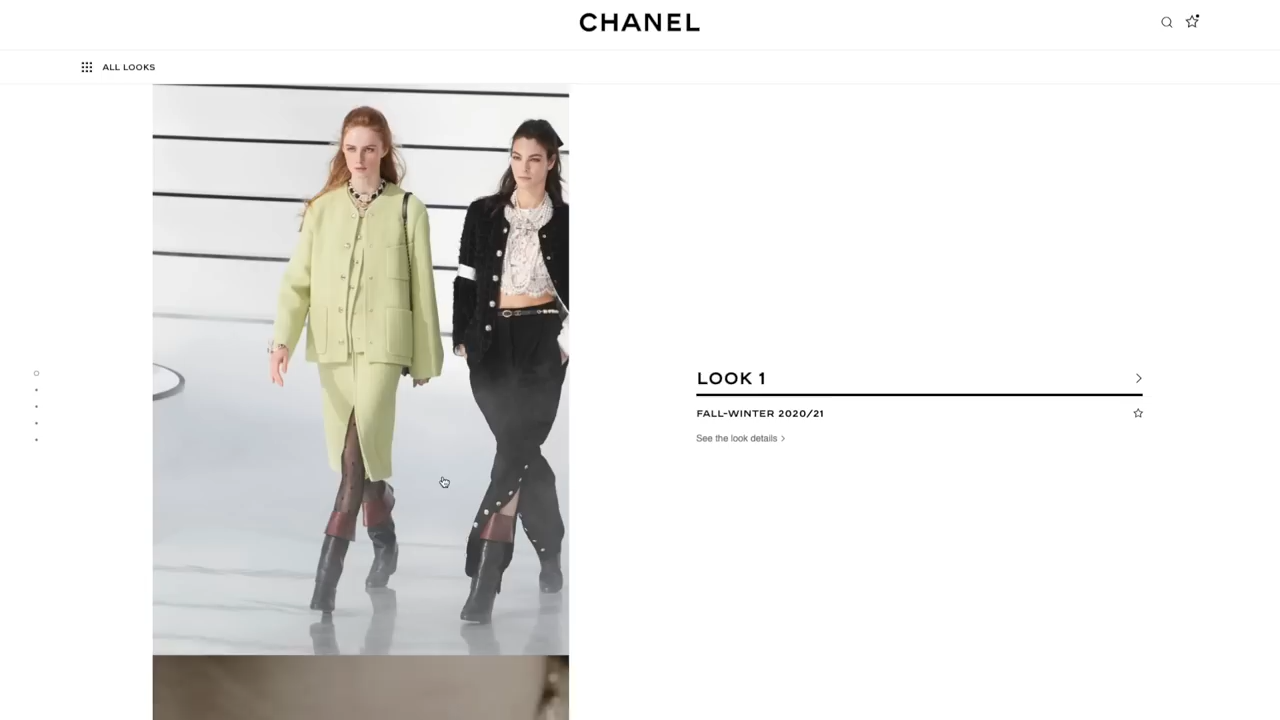 CHANEL
ALL LOOKS
LOOK 1
FALL-WINTER 2020/21
See the look details